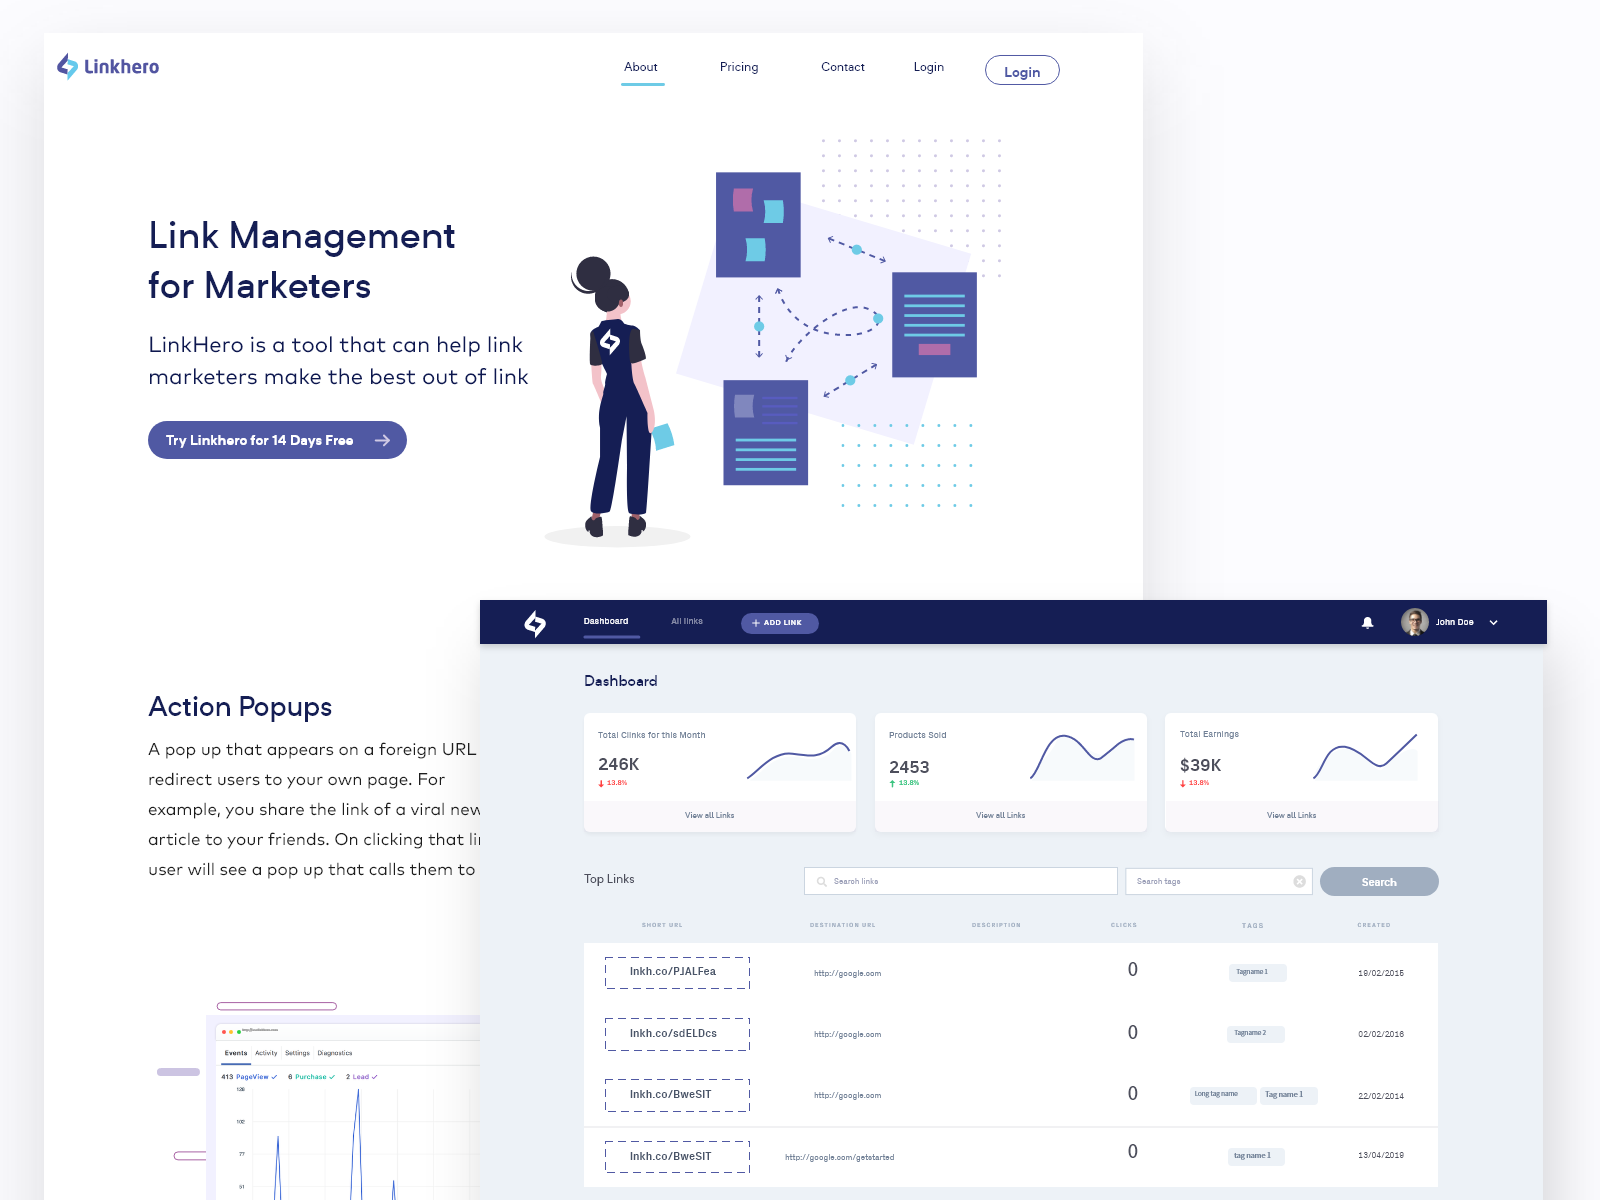 Linkhero
About Pricing Contact Login Login
Link Management
for Marketers
LinkHero is a tool that can help link
marketers make the best out of link
Try Linkhero for 14 Days Free
Action Popups
A pop up that appears on a foreign URL
redirect users to your own page. For
example, you share the link of a viral new
article to your friends. On clicking that
user will see a pop up that calls them to
Events Activity Settings Diagnostics
413 PageView 6 Purchase 2 Lead
128
102
77
51
Dashboard All links + ADD LINK John Doe
Dashboard
Total Clinks for this Month
246K
13.8%
View all Links
Products Sold
2453
13.8%
View all Links
Total Earnings
$39K
13.8%
View all Links
Top Links Search links Search tags Search
SHORT URL DESTINATION URL DESCRIPTION CLICKS TAGS CREATED
lnkh.co/PJALFea http://google.com 0 Tagname 1 19/02/2015
lnkh.co/sdELDcs http://google.com 0 Tagname 2 02/02/2016
lnkh.co/BweSIT http://google.com 0 Long tag name Tag name 1 22/02/2014
lnkh.co/BweSIT http://google.com/getstarted 0 tag name 1 13/04/2019